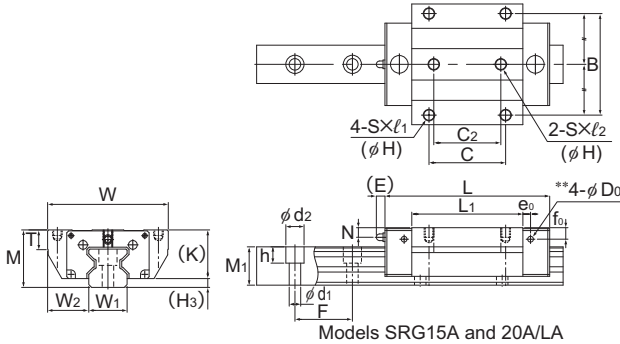 B
4-S×ℓ1
(φH)
C2
C
2-S×ℓ2
(φH)
W
T
M
(K)
(H3)
W2
W1
(E)
L
L1
e0
**4-φD0
f0
φd2
N
h
M1
φd1
F
Models SRG15A and 20A/LA